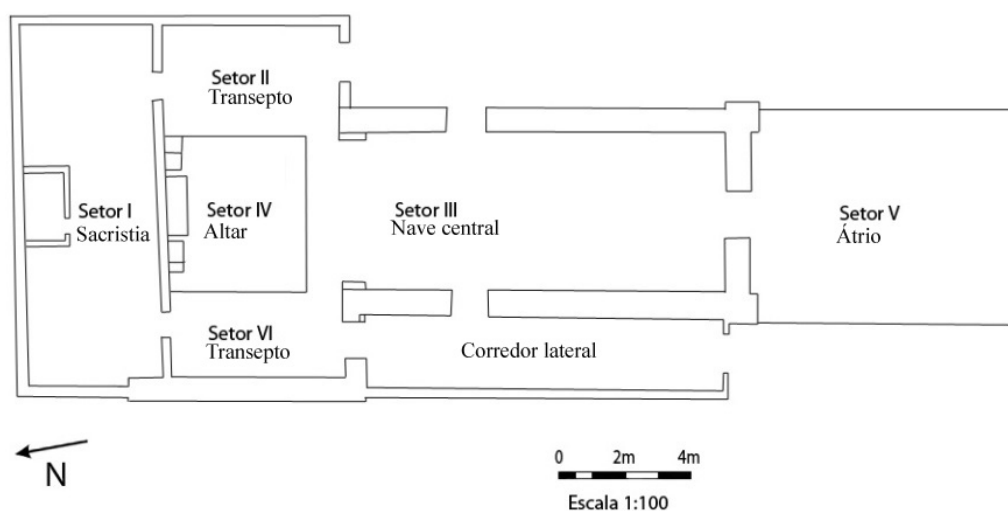 Setor II
Transepto
Setor I
Sacristia
Setor IV
Altar
Setor III
Nave central
Setor V
Átrio
Setor VI
Transepto
Corredor lateral
N
0 2m 4m
Escala 1:100